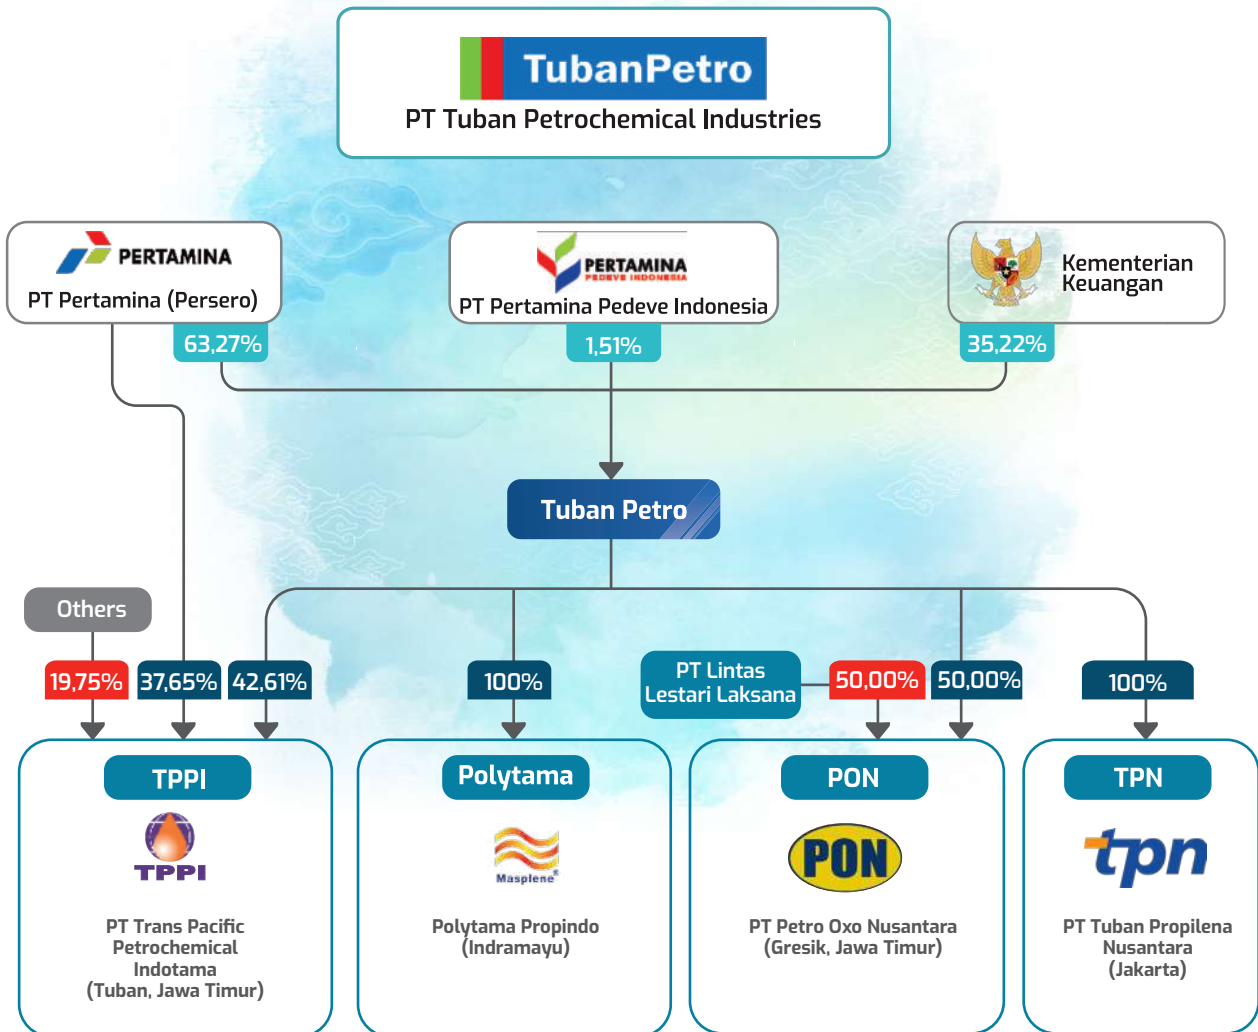 TubanPetro
PT Tuban Petrochemical Industries
PERTAMINA
PT Pertamina (Persero)
63,27%
PERTAMINA
PEDEVE INDONESIA
PT Pertamina Pedeve Indonesia
1,51%
Kementerian
Keuangan
35,22%
Tuban Petro
Others
19,75%
37,65%
42,61%
100%
PT Lintas
Lestari Laksana
50,00%
50,00%
100%
TPPI
TPPI
PT Trans Pacific
Petrochemical
Indotama
(Tuban, Jawa Timur)
Polytama
Masplene®
Polytama Propindo
(Indramayu)
PON
PON
PT Petro Oxo Nusantara
(Gresik, Jawa Timur)
TPN
tpn
PT Tuban Propilena
Nusantara
(Jakarta)